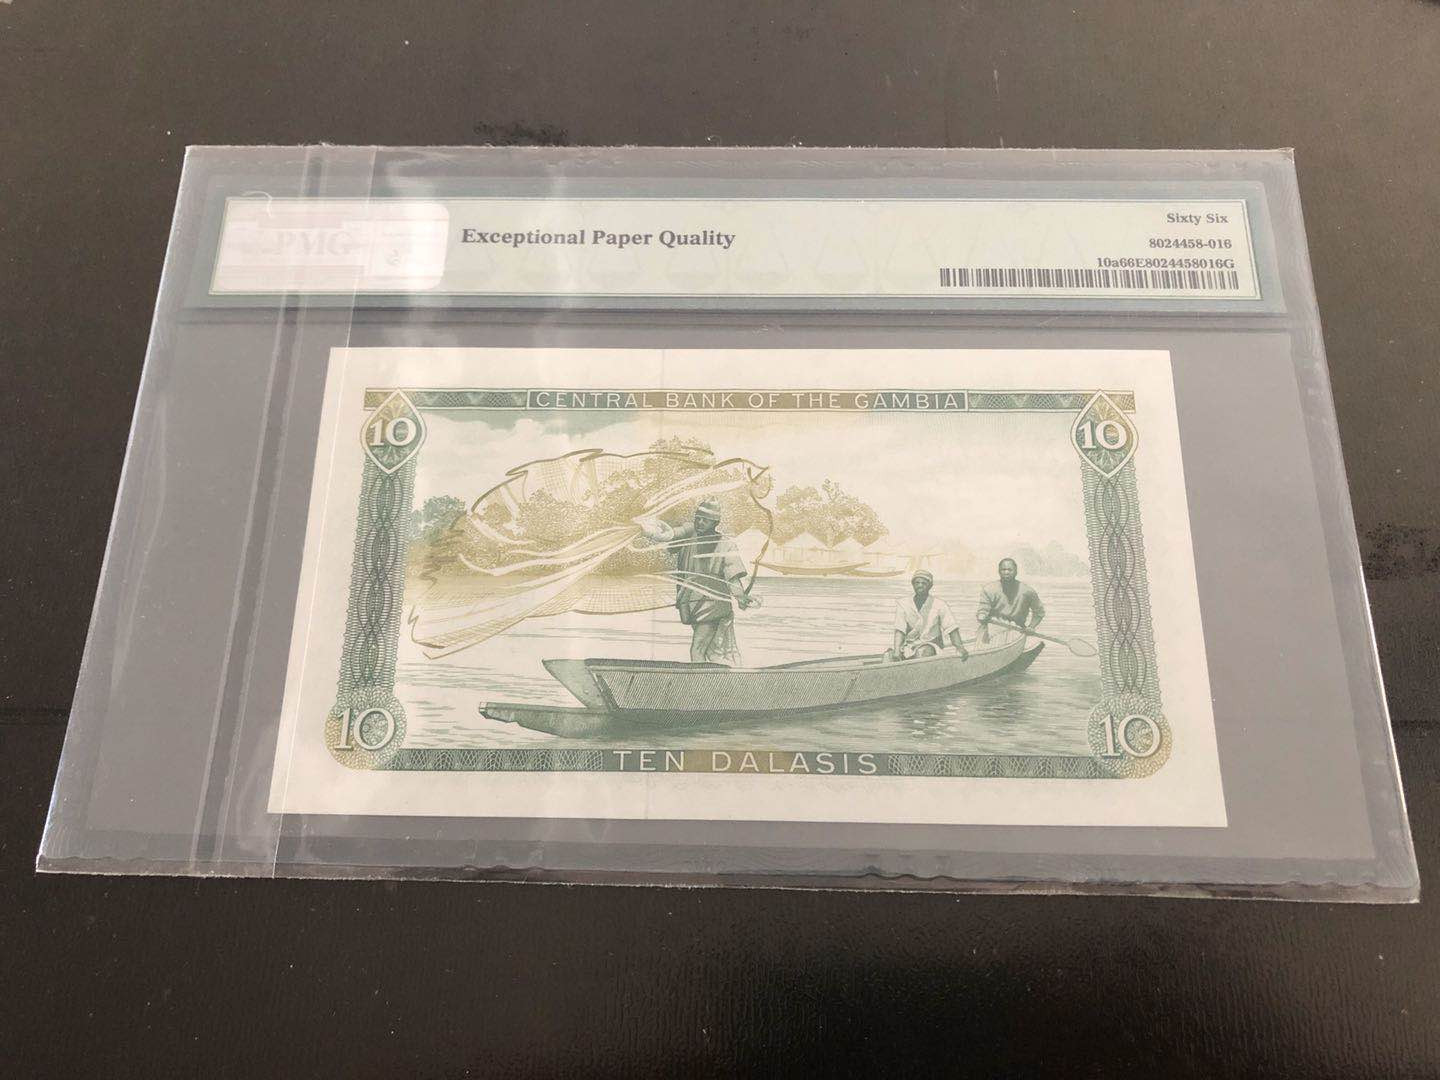 PMG
Exceptional Paper Quality
Sixty Six
8024458-016
10a66E8024458016G
CENTRAL BANK OF THE GAMBIA
10 10
10 10
TEN DALASIS